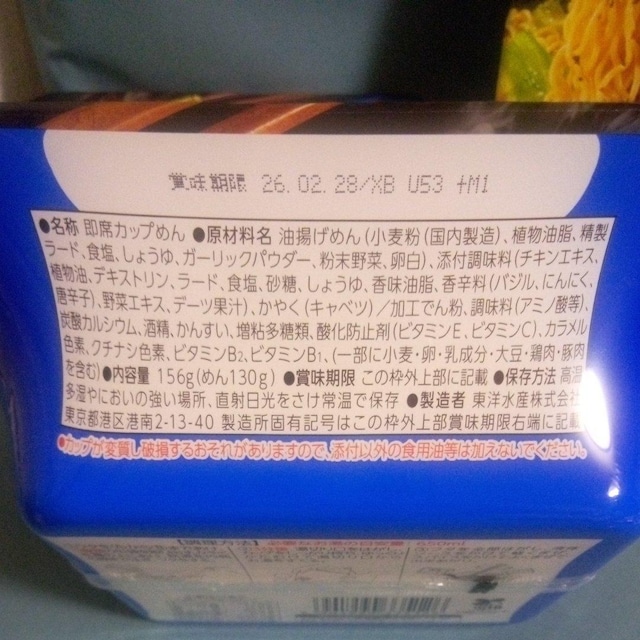 賞味期限 26.02.28/XB U53 +M1
●名称 即席カップめん ●原材料名 油揚げめん(小麦粉(国内製造)、植物油脂、精製
ラード、食塩、しょうゆ、ガーリックパウダー、粉末野菜、卵白)、添付調味料(チキンエキス、
植物油、デキストリン、ラード、食塩、砂糖、しょうゆ、香味油脂、香辛料(バジル、にんにく、
唐辛子)、野菜エキス、デーツ果汁)、かやく(キャベツ)/加工でん粉、調味料(アミノ酸等)、
炭酸カルシウム、酒精、かんすい、増粘多糖類、酸化防止剤(ビタミンE、ビタミンC)、カラメル
色素、クチナシ色素、ビタミンB₂、ビタミンB₁、(一部に小麦・卵・乳成分・大豆・鶏肉・豚肉
を含む)●内容量 156g(めん130g) ●賞味期限 この枠外上部に記載 ●保存方法 高温
多湿やにおいの強い場所、直射日光をさけ常温で保存 ●製造者 東洋水産株式会社
東京都港区港南2-13-40 製造所固有記号はこの枠外上部賞味期限右端に記載
●カップが変質し破損するおそれがありますので、添付以外の食用油等は加えないでください。
【調理方法】 必要なお湯の目安量 650ml